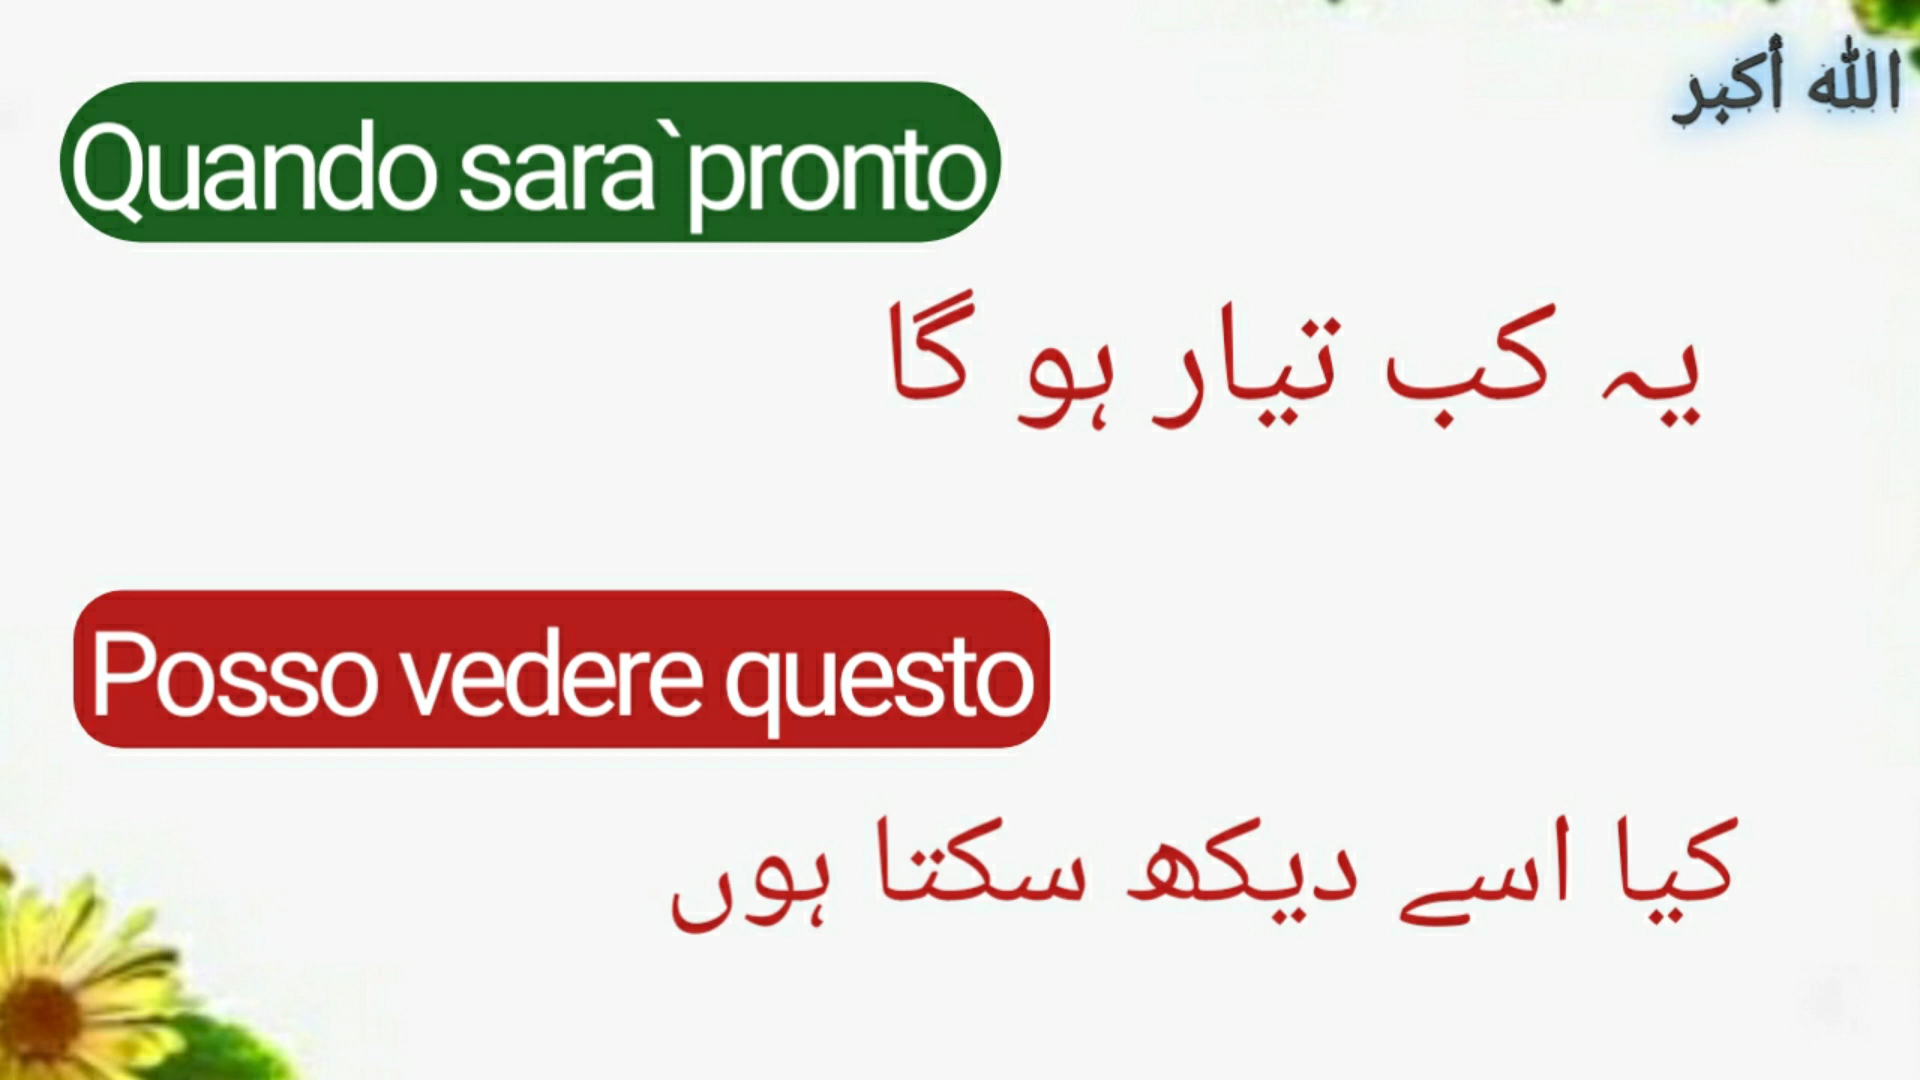 الله أكبر
Quando sara`pronto
یہ کب تیار ہو گا
Posso vedere questo
کیا اسے دیکھ سکتا ہوں